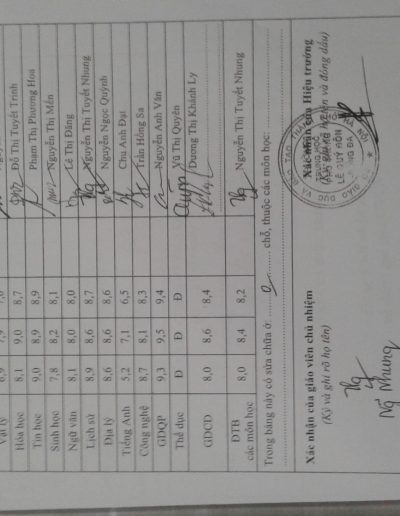 Vật lý 6,9 7,9 7,0
Hóa học 8,1 9,0 8,7 Đỗ Thị Tuyết Trinh
Tin học 9,0 8,9 8,9 Phạm Thị Phương Hoa
Sinh học 7,8 8,2 8,1 Nguyễn Thị Mến
Ngữ văn 8,1 8,0 8,0 Lê Thị Đăng
Lịch sử 8,9 8,6 8,7 Nguyễn Thị Tuyết Nhung
Địa lý 8,6 8,6 8,6 Nguyễn Ngọc Quỳnh
Tiếng Anh 5,2 7,1 6,5 Chu Anh Đại
Công nghệ 8,7 8,1 8,3 Trần Hồng Sa
GDQP 9,3 9,5 9,4 Nguyễn Anh Văn
Thể dục Đ Đ Đ Vũ Thị Quyên
GDCD 8,0 8,6 8,4 Dương Thị Khánh Ly
ĐTB
các môn học 8,0 8,4 8,2 Nguyễn Thị Tuyết Nhung
Trong bảng này có sửa chữa ở: 0 chỗ, thuộc các môn học:
Xác nhận của giáo viên chủ nhiệm
(Ký và ghi rõ họ tên)
Ng Nhung
Xác nhận của Hiệu trưởng
(Ký và đóng dấu)
TRUNG HỌC
LÊ QUÝ ĐÔN
ĐỐNG ĐA